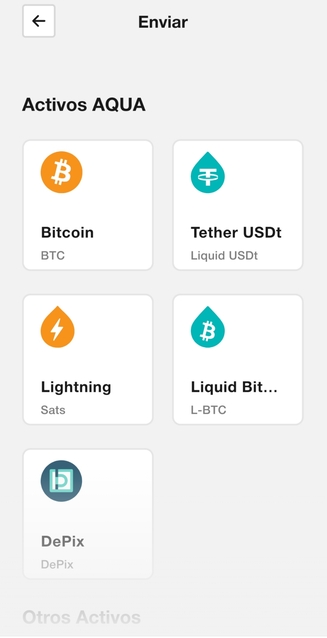 Enviar
Activos AQUA
Bitcoin
BTC
Tether USDt
Liquid USDt
Lightning
Sats
Liquid Bit...
L-BTC
DePix
DePix
Otros Activos